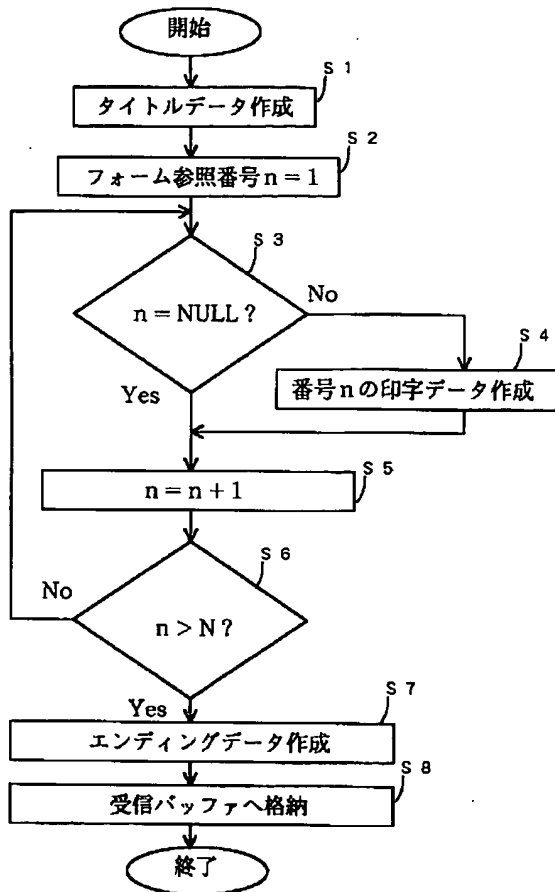 開始
S1
タイトルデータ作成
S2
フォーム参照番号n=1
S3
n=NULL?
No
Yes
S4
番号nの印字データ作成
S5
n=n+1
S6
n>N?
No
Yes
S7
エンディングデータ作成
S8
受信バッファへ格納
終了